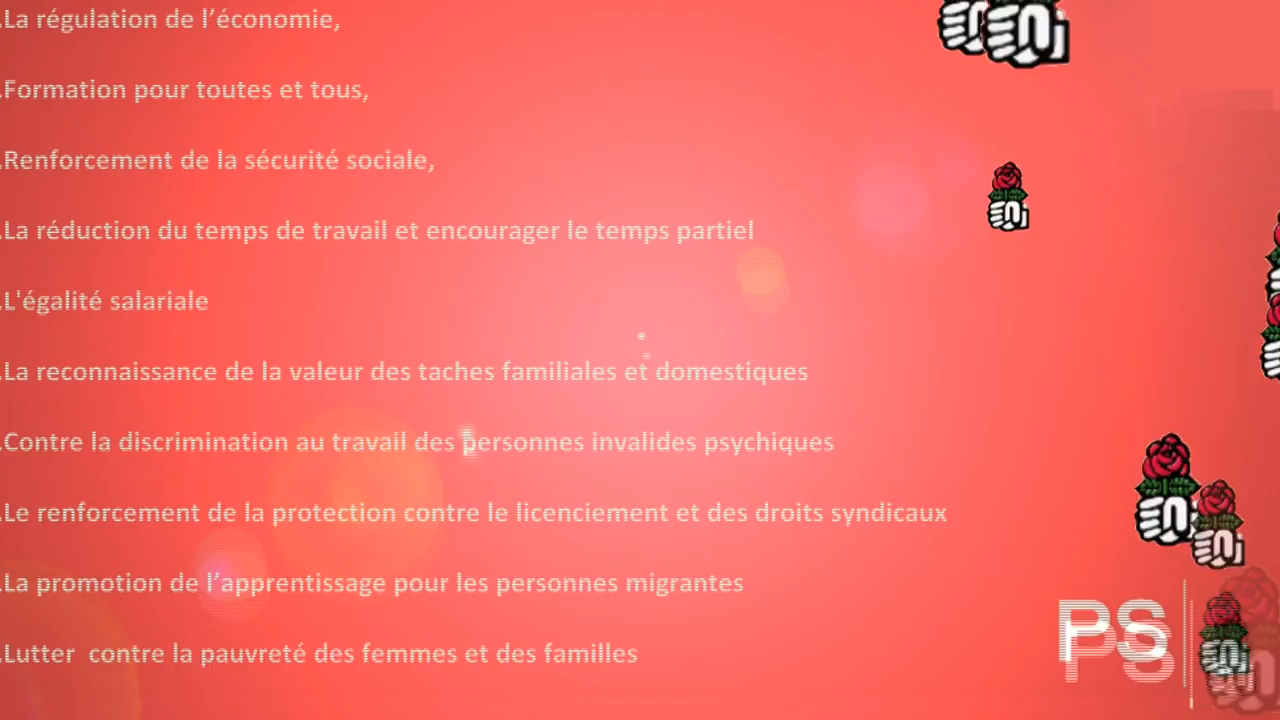 .La régulation de l’économie,
.Formation pour toutes et tous,
.Renforcement de la sécurité sociale,
.La réduction du temps de travail et encourager le temps partiel
.L'égalité salariale
.La reconnaissance de la valeur des taches familiales et domestiques
.Contre la discrimination au travail des personnes invalides psychiques
.Le renforcement de la protection contre le licenciement et des droits syndicaux
.La promotion de l’apprentissage pour les personnes migrantes
.Lutter  contre la pauvreté des femmes et des familles
PS